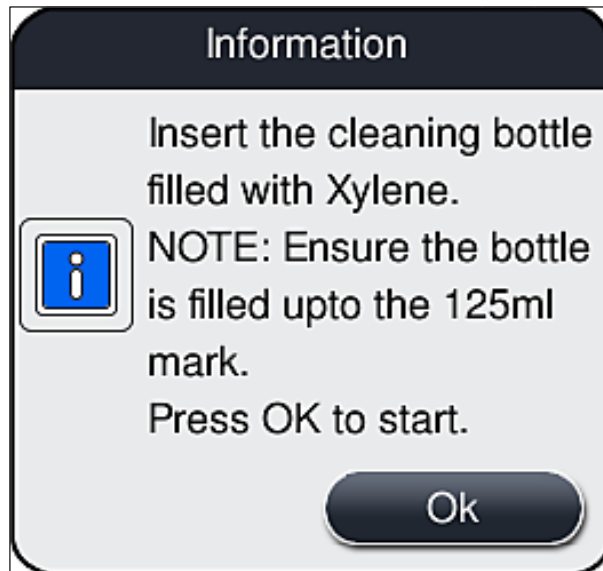 Information
Insert the cleaning bottle
filled with Xylene.
NOTE: Ensure the bottle
is filled upto the 125ml
mark.
Press OK to start.
Ok